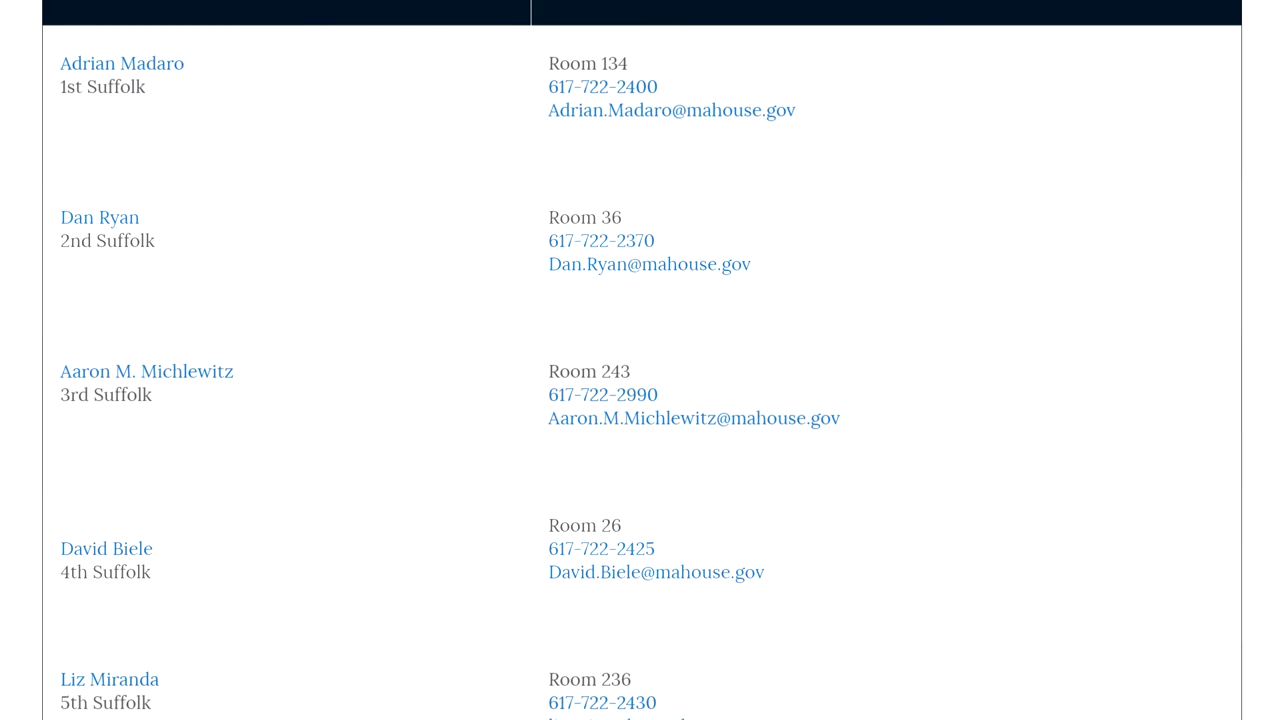 Adrian Madaro
1st Suffolk
Room 134
617-722-2400
Adrian.Madaro@mahouse.gov
Dan Ryan
2nd Suffolk
Room 36
617-722-2370
Dan.Ryan@mahouse.gov
Aaron M. Michlewitz
3rd Suffolk
Room 243
617-722-2990
Aaron.M.Michlewitz@mahouse.gov
David Biele
4th Suffolk
Room 26
617-722-2425
David.Biele@mahouse.gov
Liz Miranda
5th Suffolk
Room 236
617-722-2430